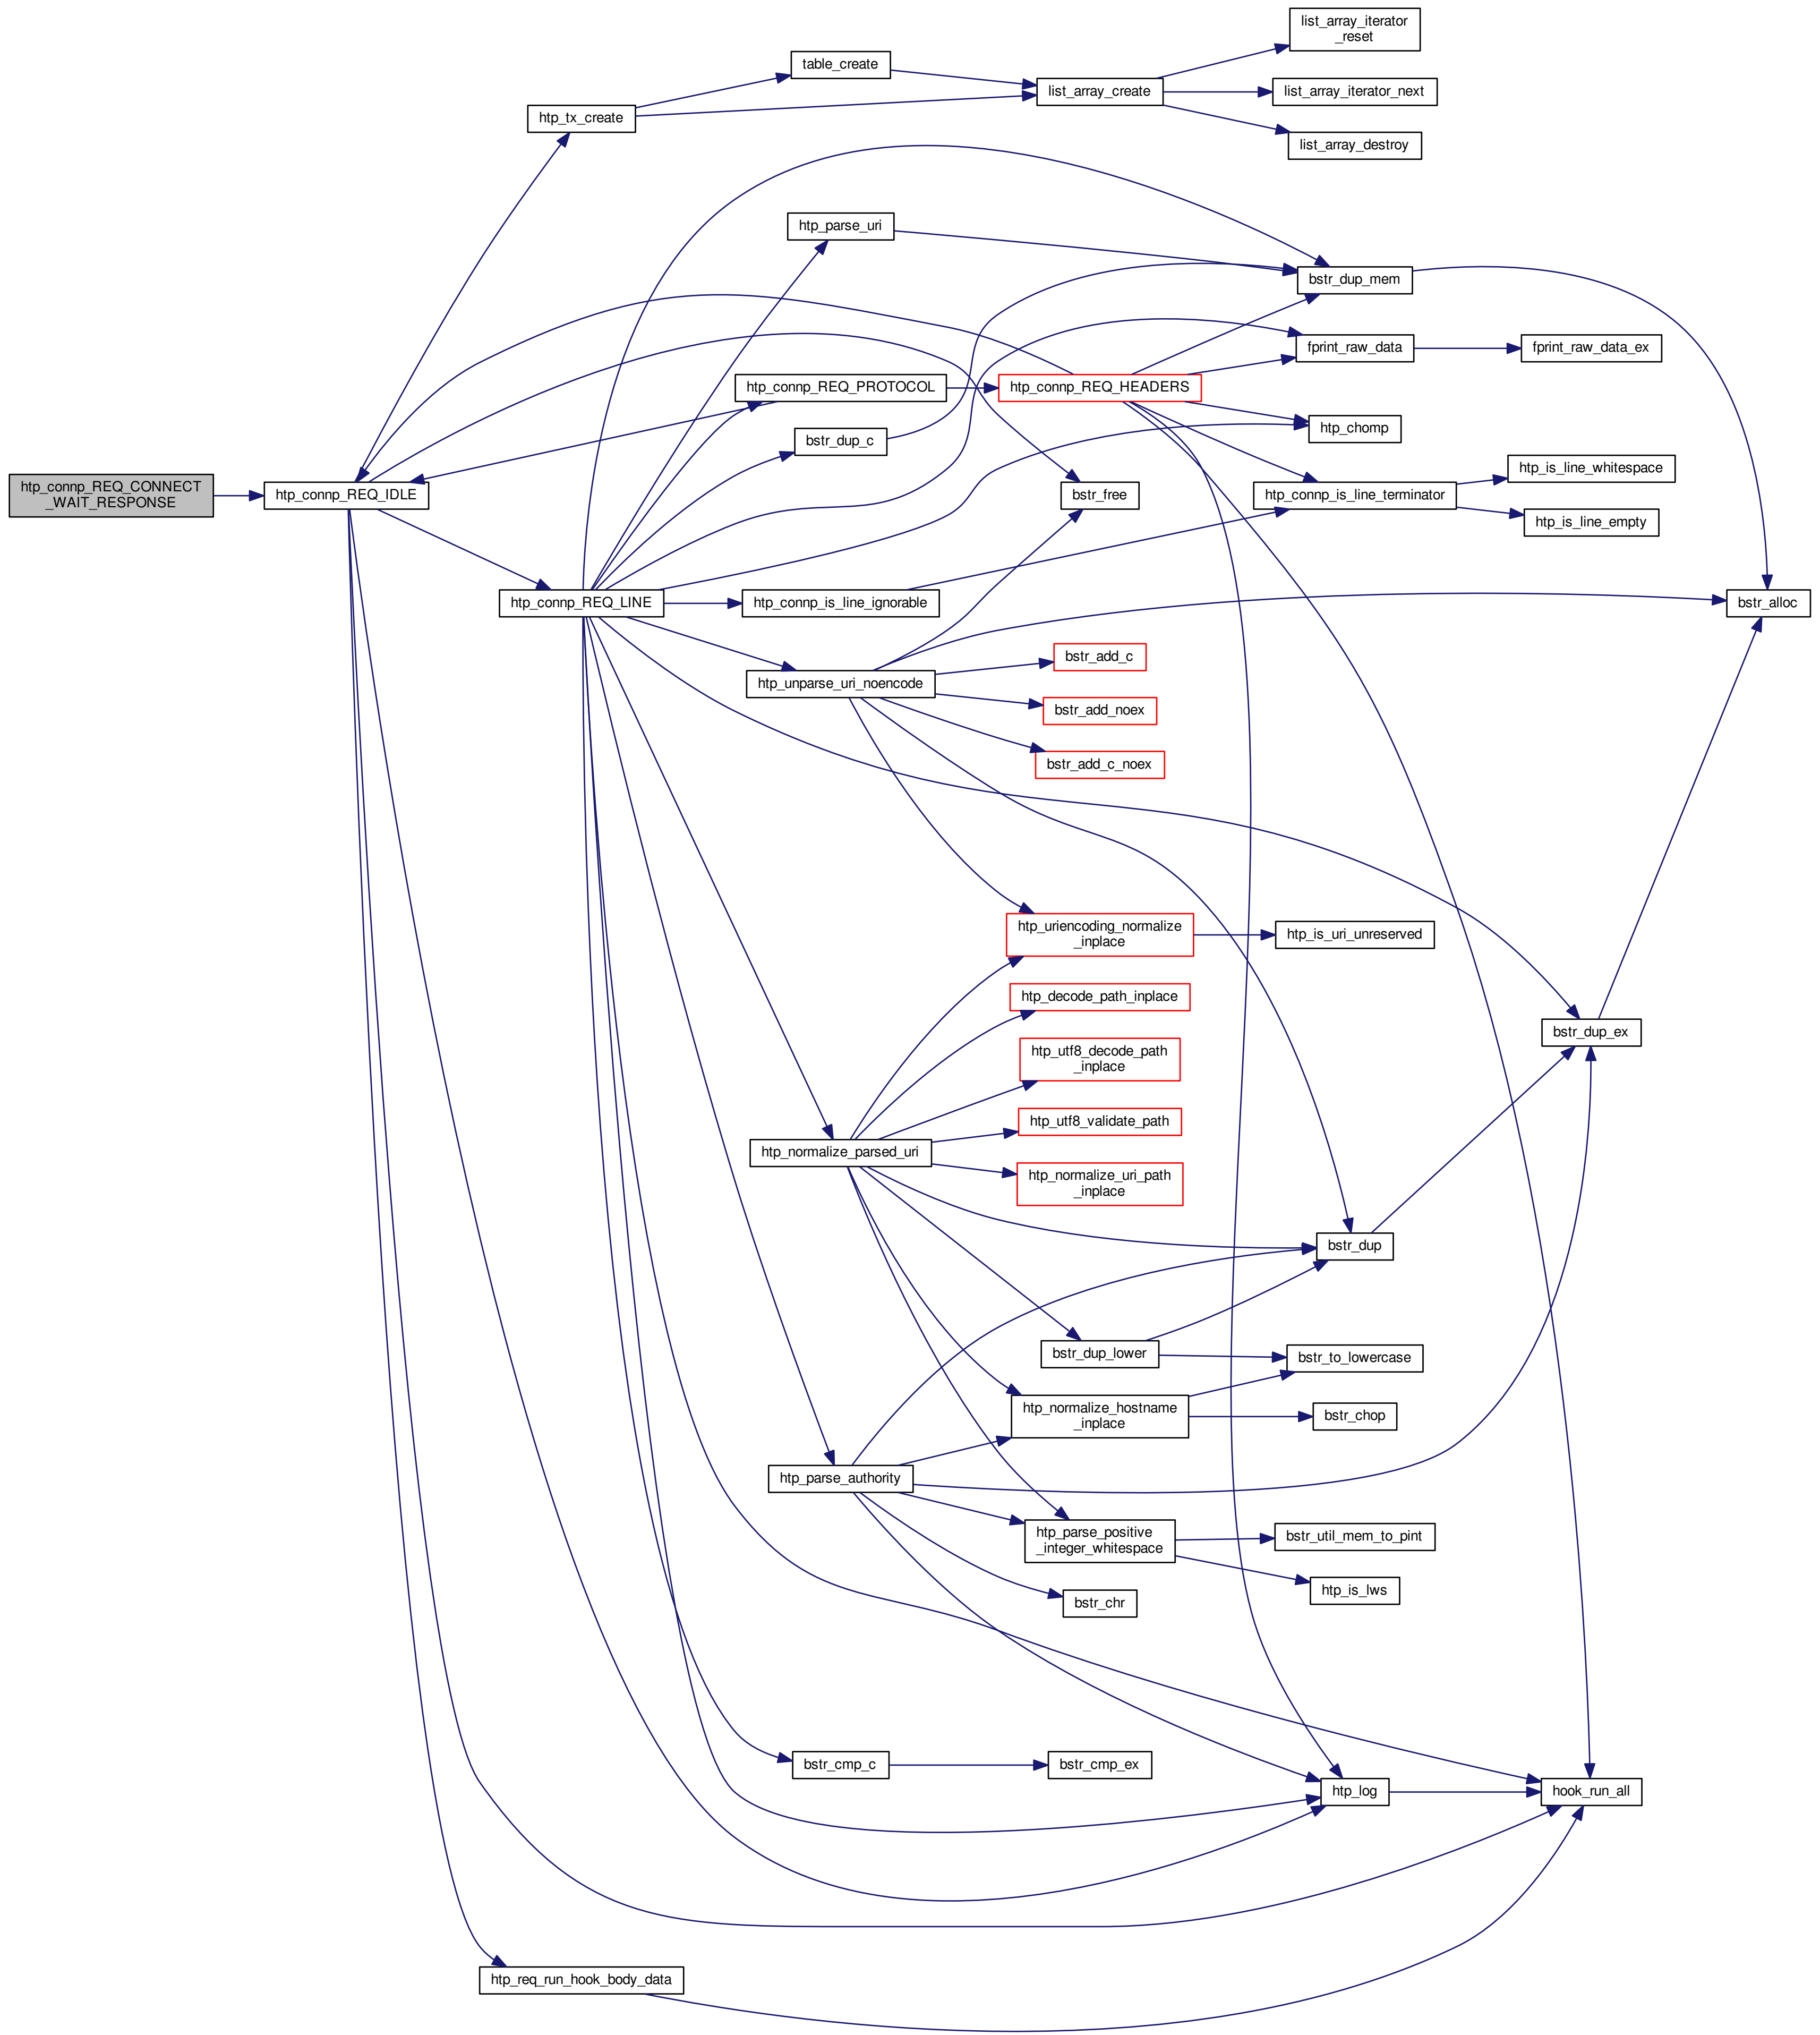 list_array_iterator
_reset
table_create
list_array_create
list_array_iterator_next
htp_tx_create
list_array_destroy
htp_parse_uri
bstr_dup_mem
fprint_raw_data
fprint_raw_data_ex
htp_connp_REQ_PROTOCOL
htp_connp_REQ_HEADERS
htp_chomp
bstr_dup_c
htp_is_line_whitespace
htp_connp_REQ_CONNECT
_WAIT_RESPONSE
htp_connp_REQ_IDLE
bstr_free
htp_connp_is_line_terminator
htp_is_line_empty
htp_connp_REQ_LINE
htp_connp_is_line_ignorable
bstr_alloc
bstr_add_c
htp_unparse_uri_noencode
bstr_add_noex
bstr_add_c_noex
htp_uriencoding_normalize
_inplace
htp_is_uri_unreserved
htp_decode_path_inplace
bstr_dup_ex
htp_utf8_decode_path
_inplace
htp_utf8_validate_path
htp_normalize_parsed_uri
htp_normalize_uri_path
_inplace
bstr_dup
bstr_dup_lower
bstr_to_lowercase
htp_normalize_hostname
_inplace
bstr_chop
htp_parse_authority
htp_parse_positive
_integer_whitespace
bstr_util_mem_to_pint
htp_is_lws
bstr_chr
bstr_cmp_c
bstr_cmp_ex
htp_log
hook_run_all
htp_req_run_hook_body_data